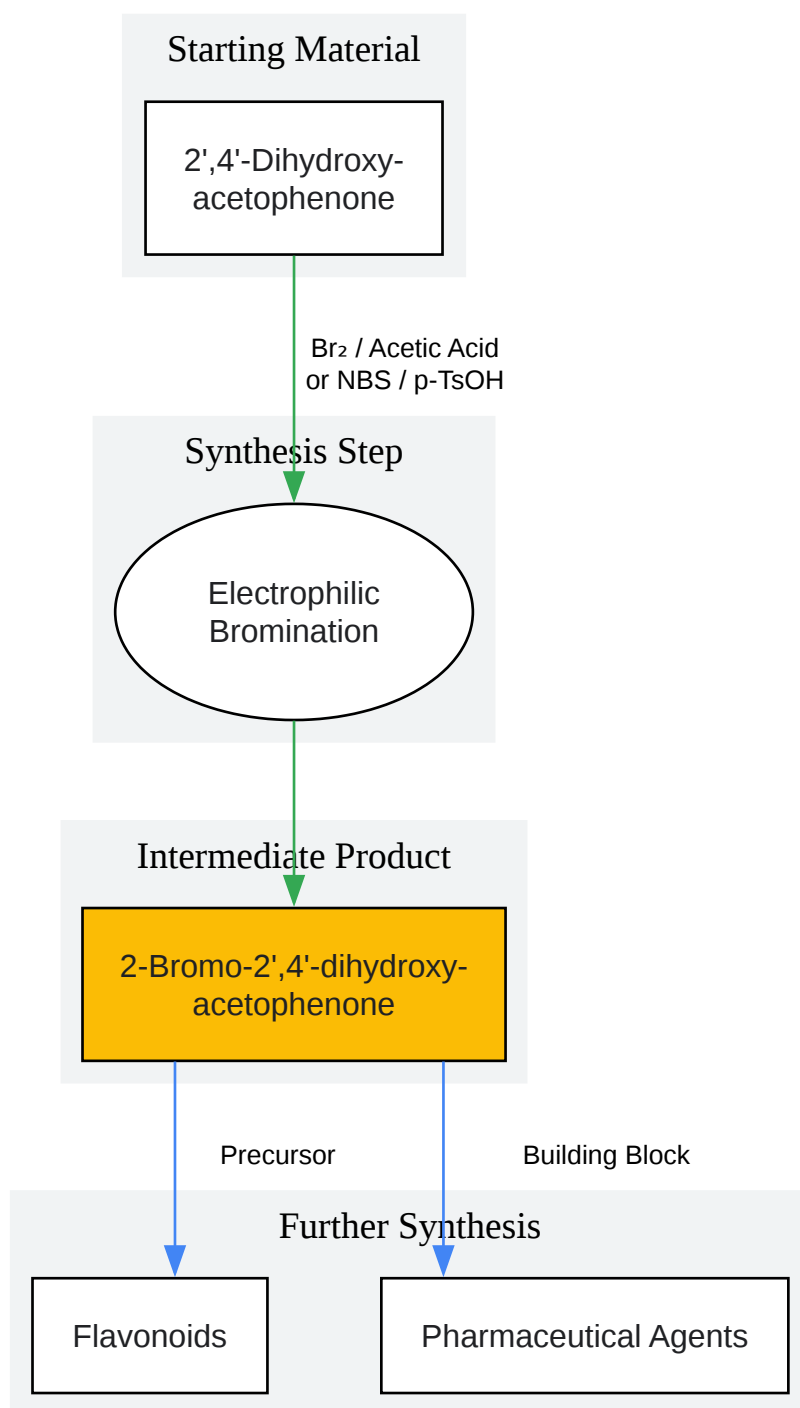 Starting Material
2',4'-Dihydroxy-
acetophenone
Br₂ / Acetic Acid
or NBS / p-TsOH
Synthesis Step
Electrophilic
Bromination
Intermediate Product
2-Bromo-2',4'-dihydroxy-
acetophenone
Precursor
Building Block
Further Synthesis
Flavonoids
Pharmaceutical Agents